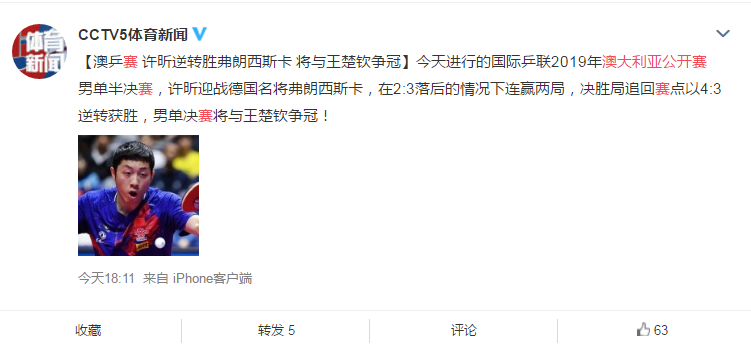 体育
新闻
CCTV5体育新闻
【澳乒赛 许昕逆转胜弗朗西斯卡 将与王楚钦争冠】今天进行的国际乒联2019年澳大利亚公开赛
男单半决赛，许昕迎战德国名将弗朗西斯卡，在2:3落后的情况下连赢两局，决胜局追回赛点以4:3
逆转获胜，男单决赛将与王楚钦争冠！
今天18:11 来自 iPhone客户端
收藏 转发 5 评论 63